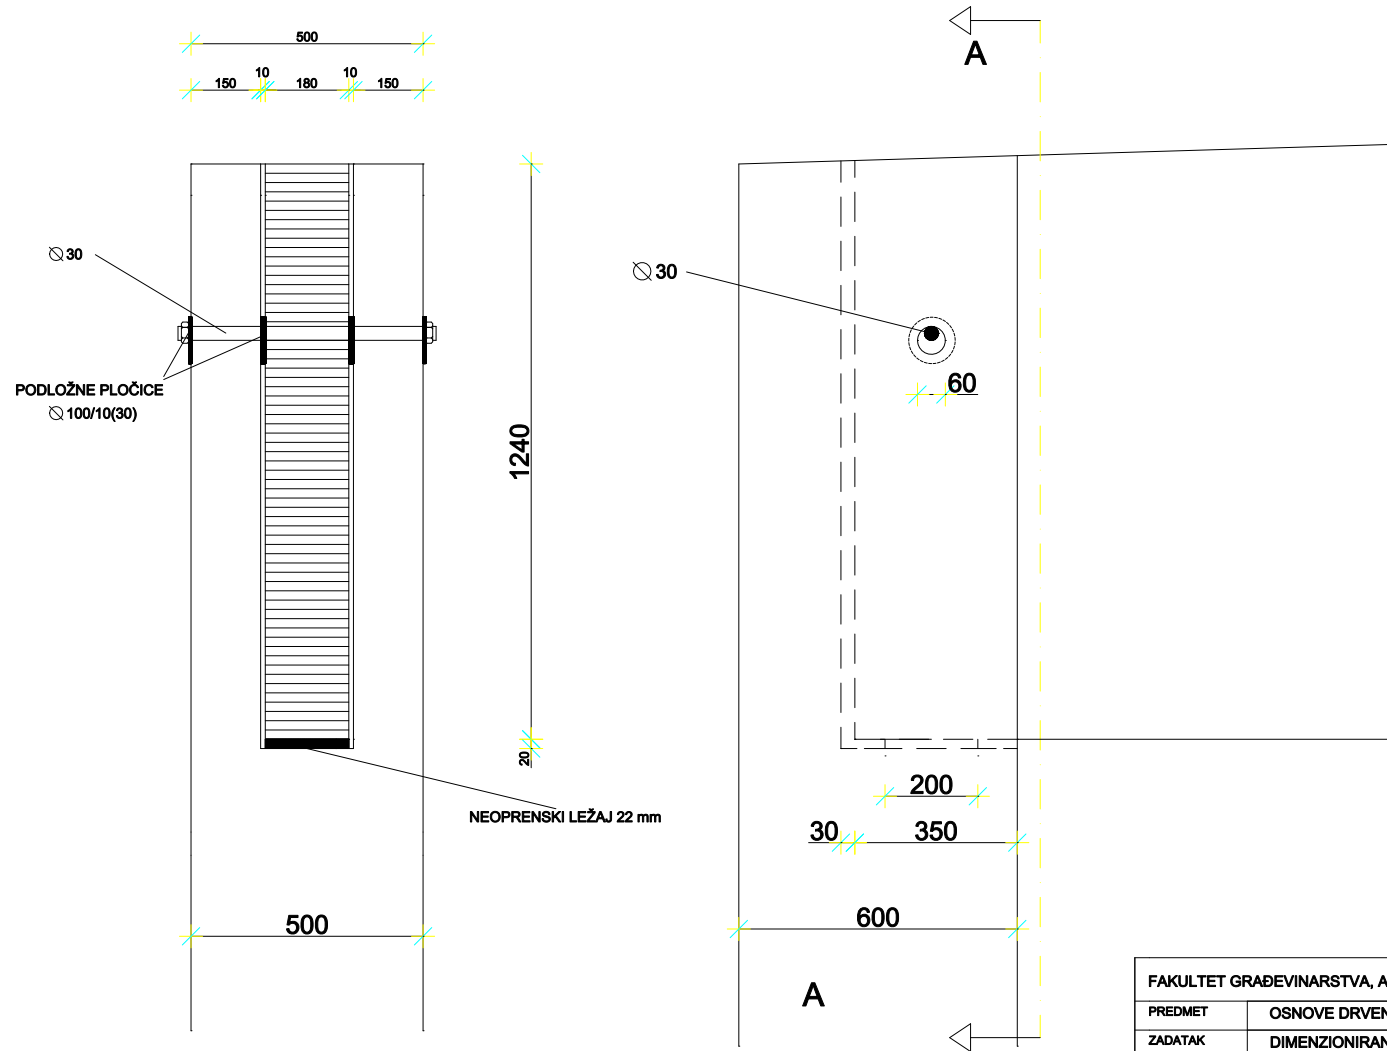 500
150
10
180
10
150
∅30
PODLOŽNE PLOČICE
∅100/10(30)
1240
20
NEOPRENSKI LEŽAJ 22 mm
500
A
∅30
60
200
30
350
600
A
FAKULTET GRAĐEVINARSTVA, A
PREDMET OSNOVE DRVEN
ZADATAK DIMENZIONIRAN